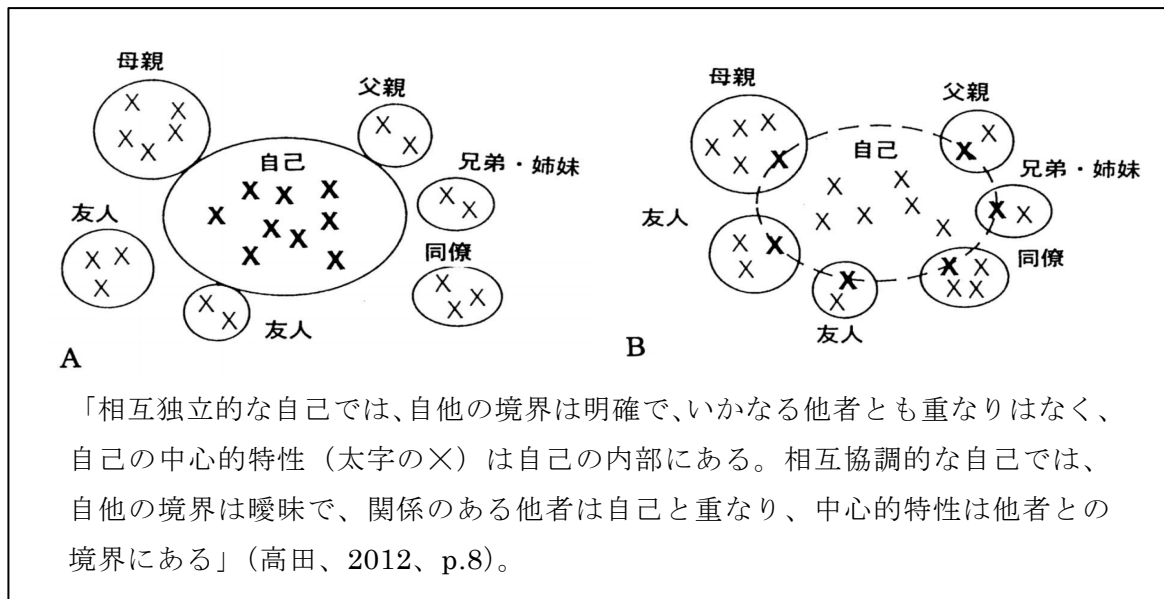 母親
父親
自己
兄弟・姉妹
友人
同僚
友人
A
母親
父親
自己
兄弟・姉妹
友人
同僚
友人
B
「相互独立的な自己では、自他の境界は明確で、いかなる他者とも重なりはなく、
自己の中心的特性（太字の×）は自己の内部にある。相互協調的な自己では、
自他の境界は曖昧で、関係のある他者は自己と重なり、中心的特性は他者との
境界にある」（高田、2012、p.8）。